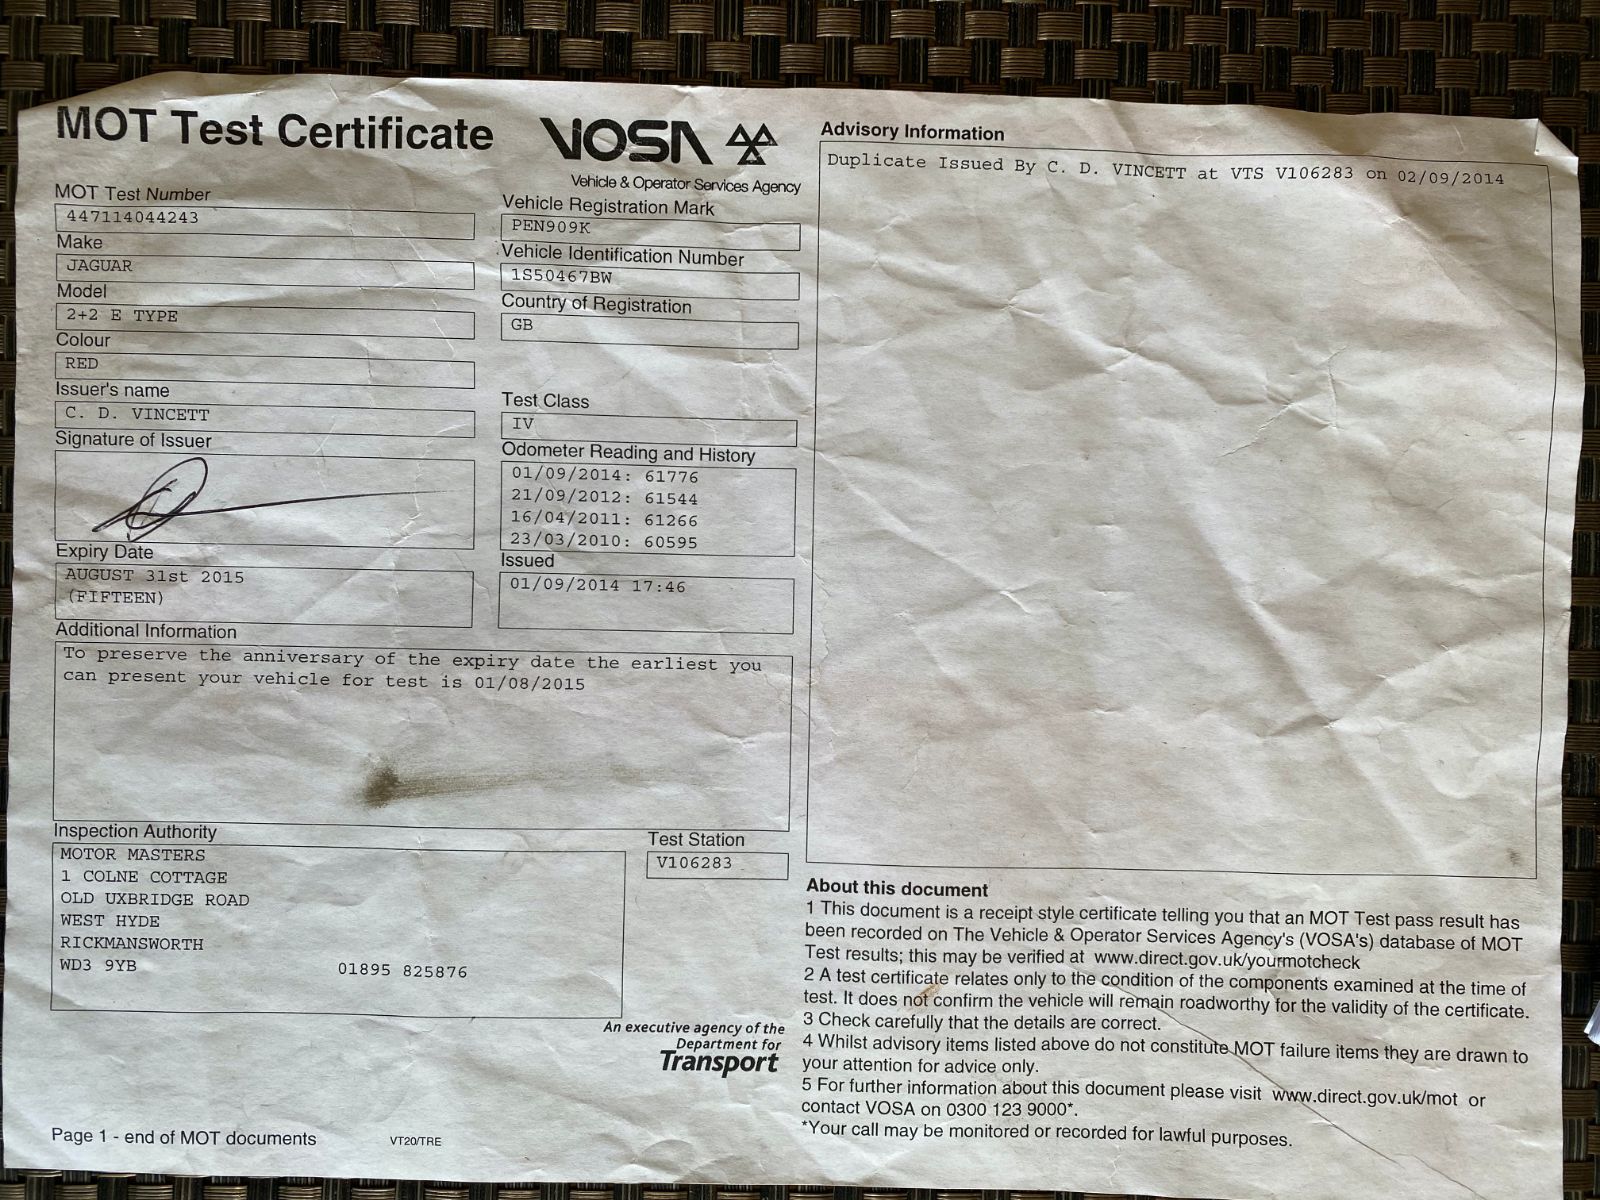 MOT Test Certificate
VOSA
Vehicle & Operator Services Agency
MOT Test Number
447114044243
Make
JAGUAR
Model
2+2 E TYPE
Colour
RED
Issuer's name
C. D. VINCETT
Signature of Issuer
Expiry Date
AUGUST 31st 2015
(FIFTEEN)
Vehicle Registration Mark
PEN909K
Vehicle Identification Number
1S50467BW
Country of Registration
GB
Test Class
IV
Odometer Reading and History
01/09/2014: 61776
21/09/2012: 61544
16/04/2011: 61266
23/03/2010: 60595
Issued
01/09/2014 17:46
Additional Information
To preserve the anniversary of the expiry date the earliest you
can present your vehicle for test is 01/08/2015
Inspection Authority
MOTOR MASTERS
1 COLNE COTTAGE
OLD UXBRIDGE ROAD
WEST HYDE
RICKMANSWORTH
WD3 9YB 01895 825876
Test Station
V106283
An executive agency of the
Department for
Transport
Page 1 - end of MOT documents
VT20/TRE
Advisory Information
Duplicate Issued By C. D. VINCETT at VTS V106283 on 02/09/2014
About this document
1 This document is a receipt style certificate telling you that an MOT Test pass result has
been recorded on The Vehicle & Operator Services Agency's (VOSA's) database of MOT
Test results; this may be verified at www.direct.gov.uk/yourmotcheck
2 A test certificate relates only to the condition of the components examined at the time of
test. It does not confirm the vehicle will remain roadworthy for the validity of the certificate.
3 Check carefully that the details are correct.
4 Whilst advisory items listed above do not constitute MOT failure items they are drawn to
your attention for advice only.
5 For further information about this document please visit www.direct.gov.uk/mot or
contact VOSA on 0300 123 9000*.
*Your call may be monitored or recorded for lawful purposes.